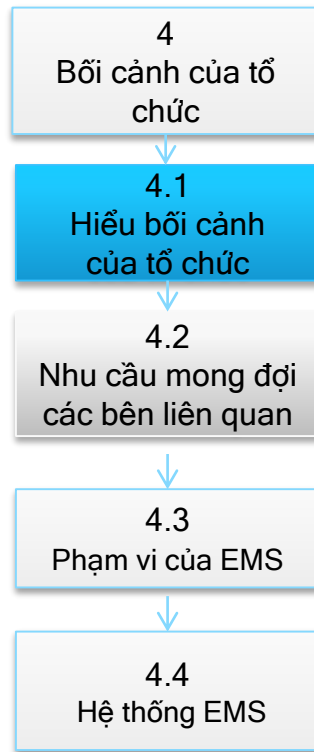 4
Bối cảnh của tổ
chức
4.1
Hiểu bối cảnh
của tổ chức
4.2
Nhu cầu mong đợi
các bên liên quan
4.3
Phạm vi của EMS
4.4
Hệ thống EMS